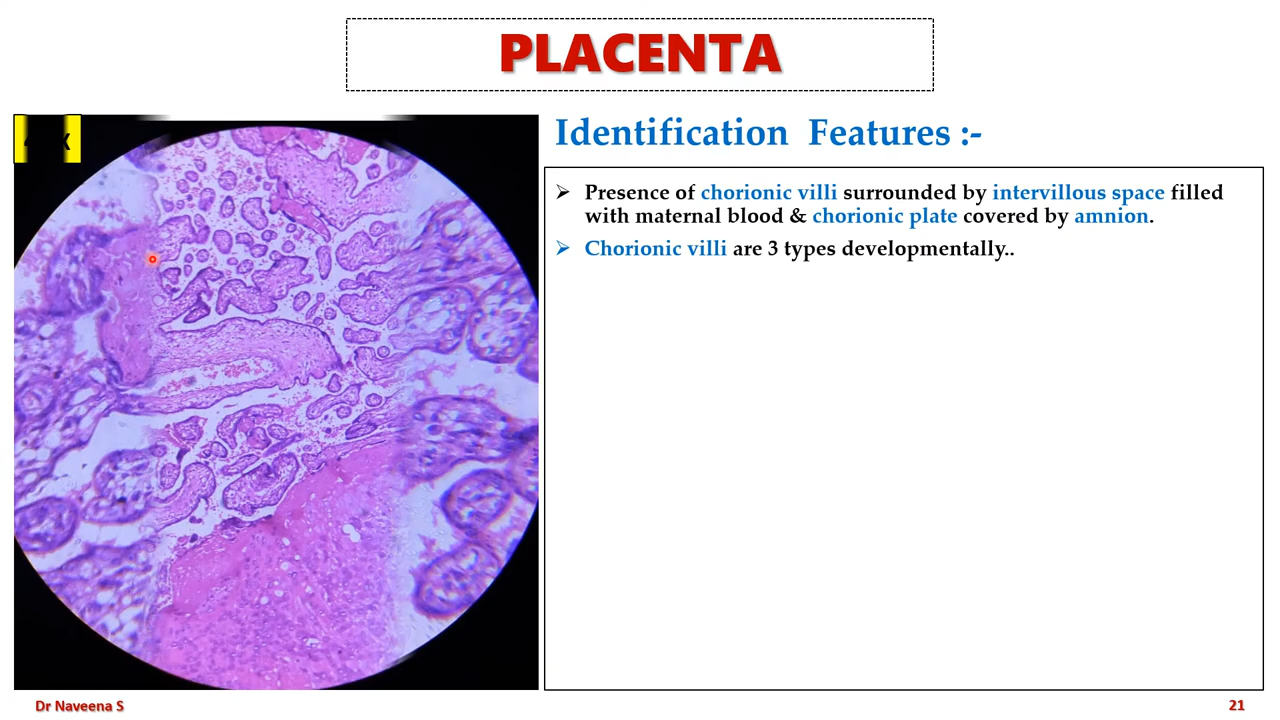 PLACENTA
Identification Features :-
➢ Presence of chorionic villi surrounded by intervillous space filled
with maternal blood & chorionic plate covered by amnion.
➢ Chorionic villi are 3 types developmentally..
Dr Naveena S
21